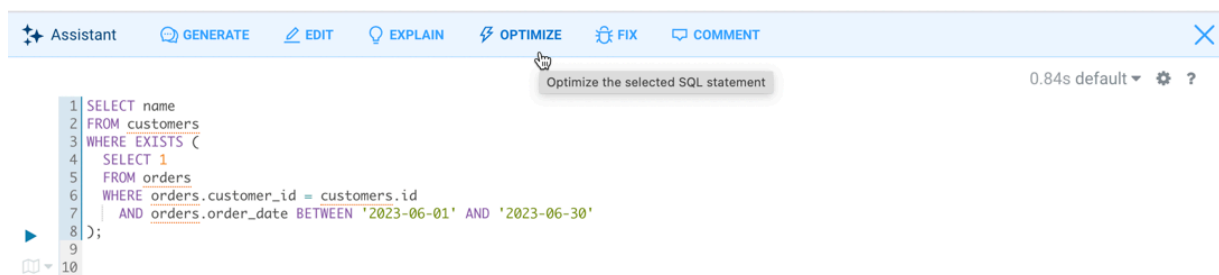 Assistant GENERATE EDIT EXPLAIN OPTIMIZE FIX COMMENT
Optimize the selected SQL statement
0.84s default ?
1 SELECT name
2 FROM customers
3 WHERE EXISTS (
4 SELECT 1
5 FROM orders
6 WHERE orders.customer_id = customers.id
7 AND orders.order_date BETWEEN '2023-06-01' AND '2023-06-30'
8 );
9
10